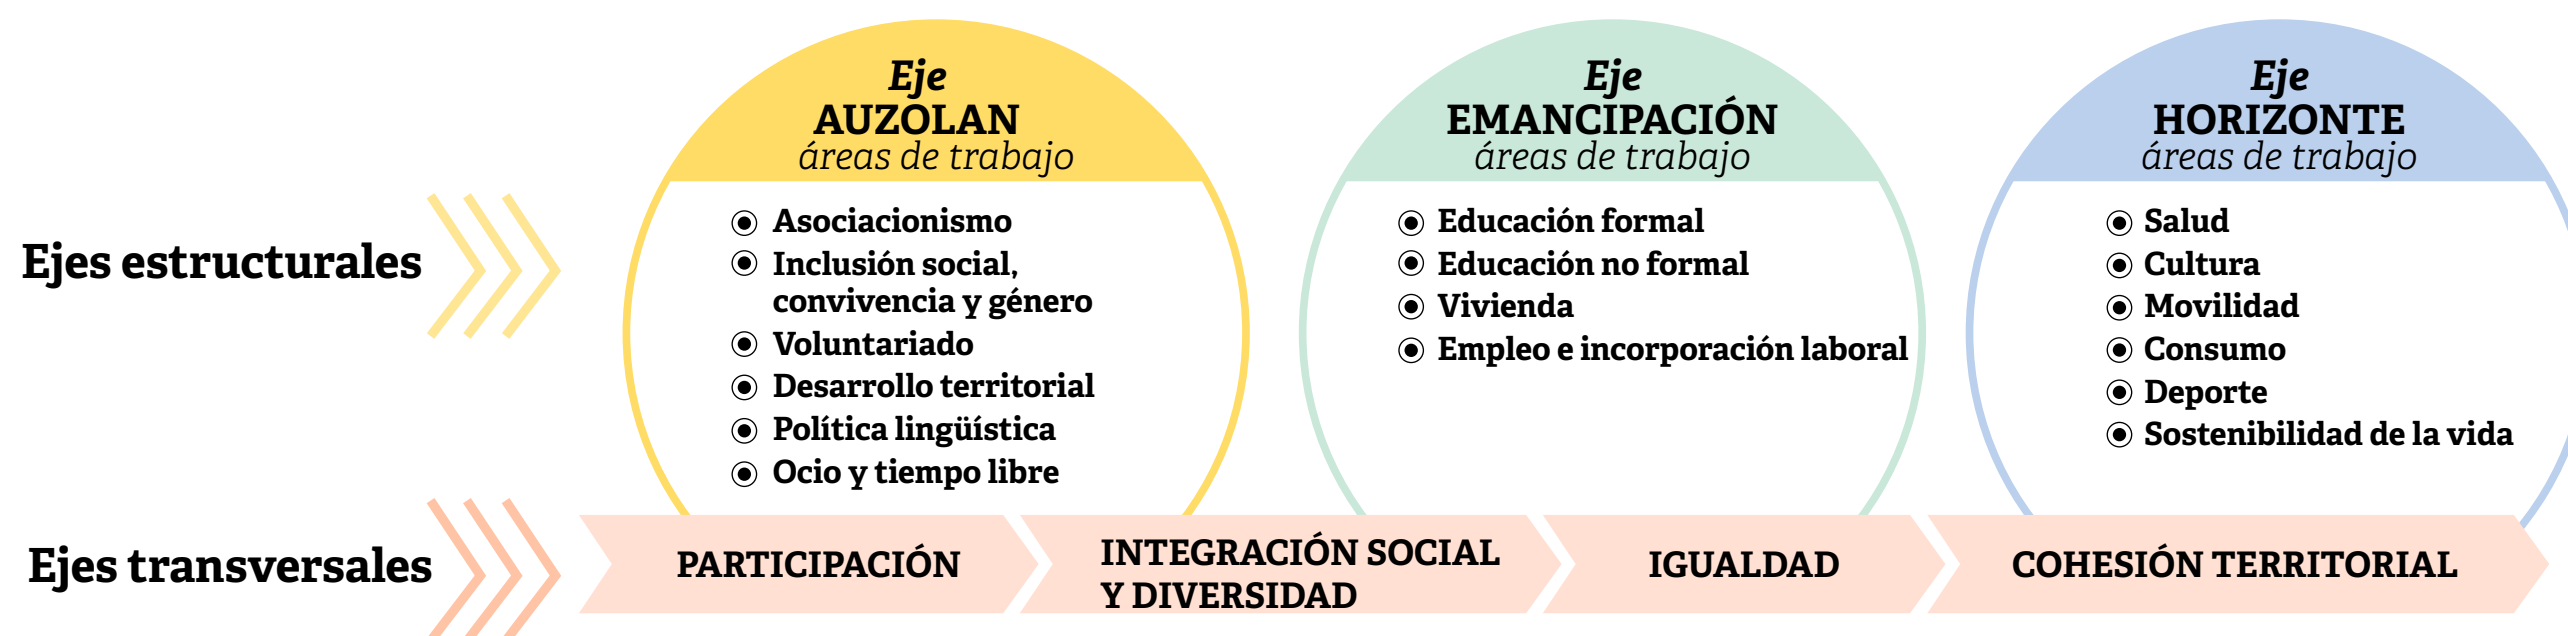 Ejes estructurales
Eje
AUZOLAN
áreas de trabajo
Asociacionismo
Inclusión social,
convivencia y género
Voluntariado
Desarrollo territorial
Política lingüística
Ocio y tiempo libre
Eje
EMANCIPACIÓN
áreas de trabajo
Educación formal
Educación no formal
Vivienda
Empleo e incorporación laboral
Eje
HORIZONTE
áreas de trabajo
Salud
Cultura
Movilidad
Consumo
Deporte
Sostenibilidad de la vida
Ejes transversales
PARTICIPACIÓN
INTEGRACIÓN SOCIAL
Y DIVERSIDAD
IGUALDAD
COHESIÓN TERRITORIAL